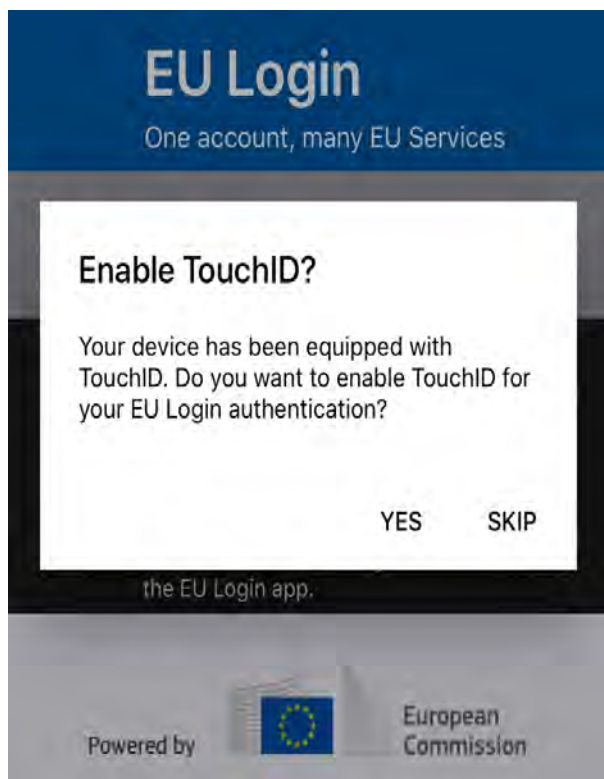 EU Login
One account, many EU Services
Enable TouchID?
Your device has been equipped with
TouchID. Do you want to enable TouchID for
your EU Login authentication?
YES SKIP
the EU Login app.
Powered by
European
Commission